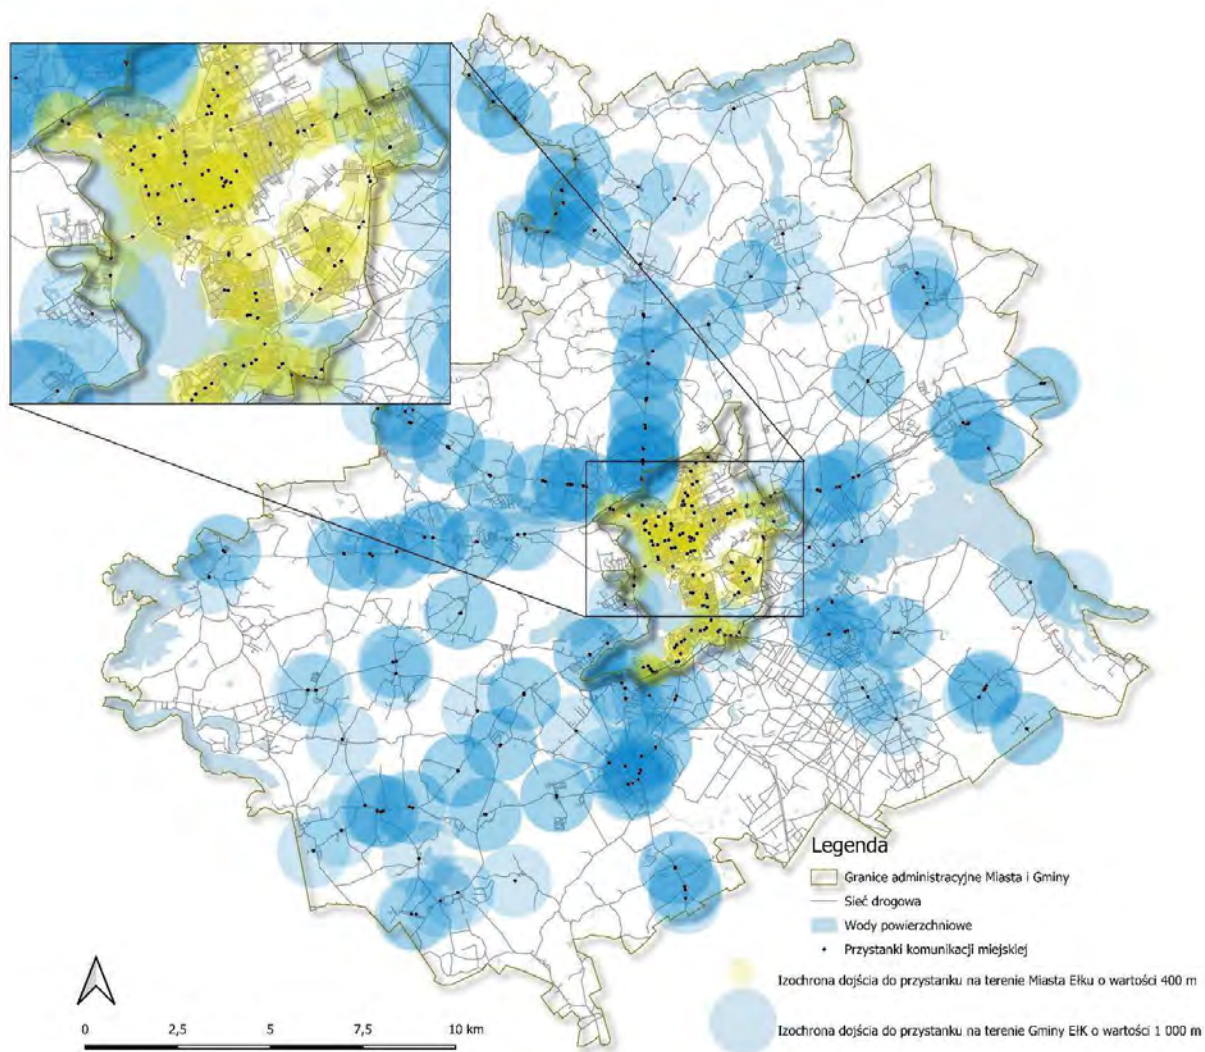 Legenda
Granice administracyjne Miasta i Gminy
Sieć drogowa
Wody powierzchniowe
Przystanki komunikacji miejskiej
Izochrona dojścia do przystanku na terenie Miasta Ełku o wartości 400 m
Izochrona dojścia do przystanku na terenie Gminy EŁK o wartości 1 000 m
0 2,5 5 7,5 10 km